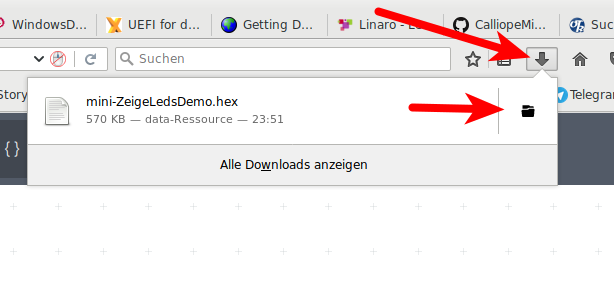 WindowsD...
UEFI for d...
Getting D...
Linaro
CalliopeMi...
Suc
Suchen
Story
Telegra
mini-ZeigeLedsDemo.hex
570 KB — data-Ressource — 23:51
{}
Alle Downloads anzeigen